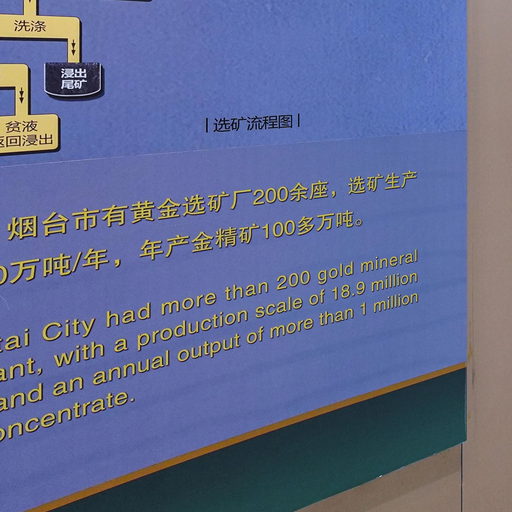 洗涤
浸出
尾矿
贫液
返回浸出
|选矿流程图|
烟台市有黄金选矿厂200余座，选矿生产
0万吨/年，年产金精矿100多万吨。
tai City had more than 200 gold mineral
ant, with a production scale of 18.9 million
and an annual output of more than 1 million
oncentrate.